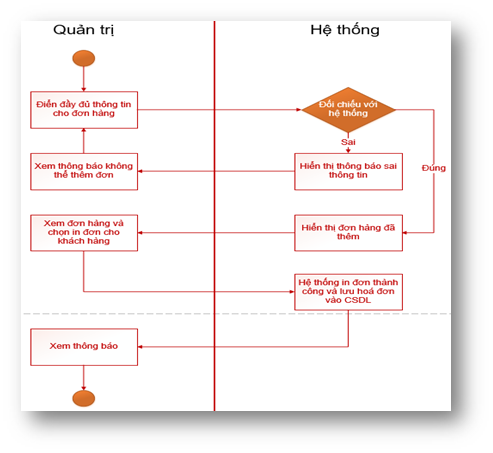 Quản trị
Hệ thống
Điền đầy đủ thông tin
cho đơn hàng
Đối chiếu với
hệ thống
Sai
Đúng
Xem thông báo không
thể thêm đơn
Hiển thị thông báo sai
thông tin
Xem đơn hàng và
chọn in đơn cho
khách hàng
Hiển thị đơn hàng đã
thêm
Hệ thống in đơn thành
công và lưu hoá đơn
vào CSDL
Xem thông báo